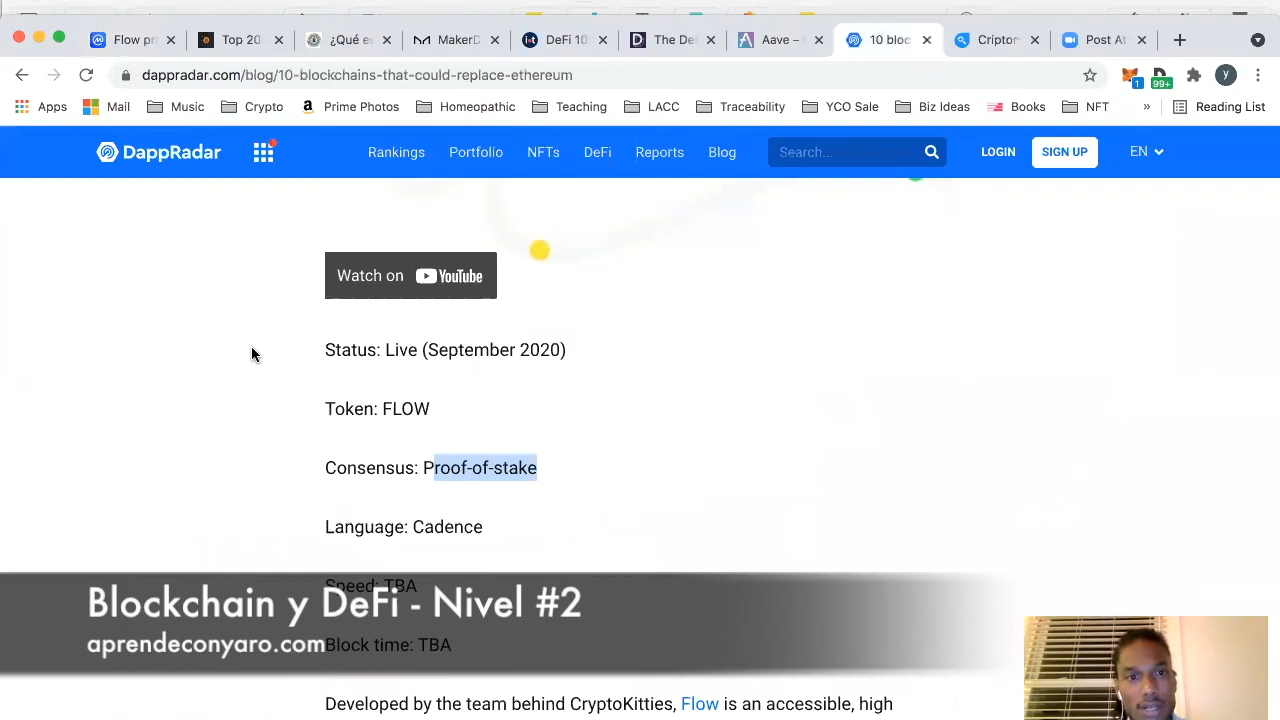 Flow pr
Top 20
¿Qué es
MakerD
DeFi 10
The De
Aave –
10 bloc
Criptor
Post At
dappradar.com/blog/10-blockchains-that-could-replace-ethereum
1
99+
y
Apps
Mail
Music
Crypto
Prime Photos
Homeopathic
Teaching
LACC
Traceability
YCO Sale
Biz Ideas
Books
NFT
»
Reading List
DappRadar
Rankings
Portfolio
NFTs
DeFi
Reports
Blog
Search...
LOGIN
SIGN UP
EN
Watch on YouTube
Status: Live (September 2020)
Token: FLOW
Consensus: Proof-of-stake
Language: Cadence
Speed: TBA
Blockchain y DeFi - Nivel #2
aprendeconyaro.com
Block time: TBA
Developed by the team behind CryptoKitties, Flow is an accessible, high